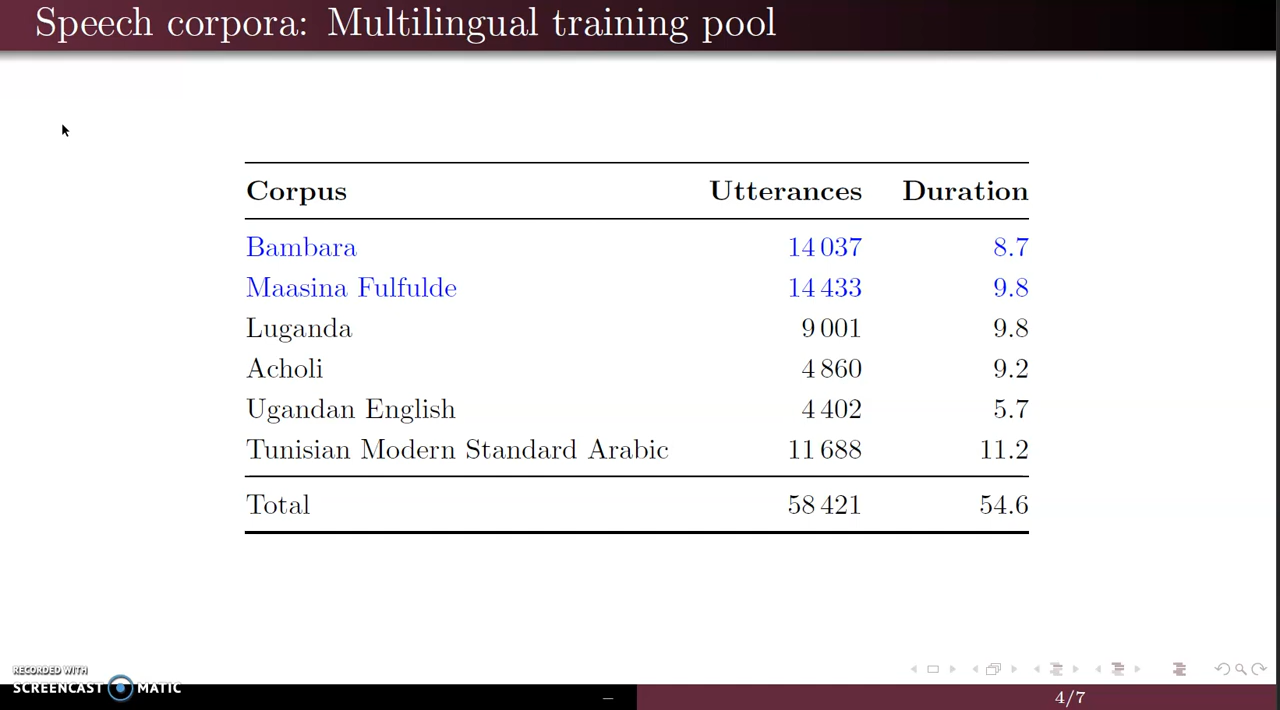 Speech corpora: Multilingual training pool
Corpus Utterances Duration
Bambara 14 037 8.7
Maasina Fulfulde 14 433 9.8
Luganda 9 001 9.8
Acholi 4 860 9.2
Ugandan English 4 402 5.7
Tunisian Modern Standard Arabic 11 688 11.2
Total 58 421 54.6
RECORDED WITH
SCREENCAST MATIC
4/7